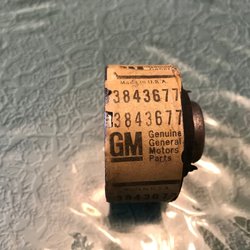 Made in U.S.A.
3843677
3843677
GM Genuine
General
Motors
Parts